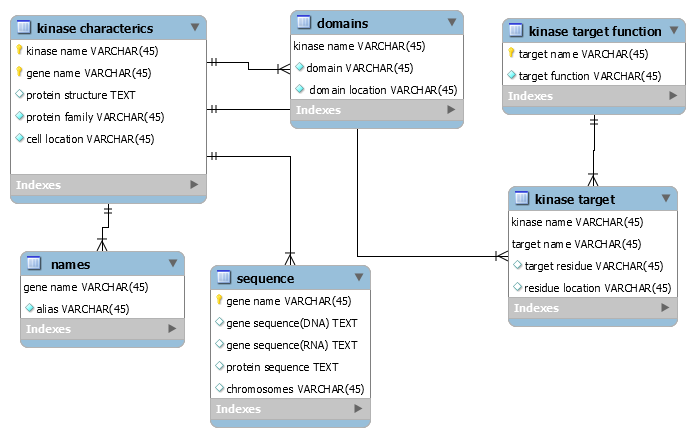 kinase characterics
kinase name VARCHAR(45)
gene name VARCHAR(45)
protein structure TEXT
protein family VARCHAR(45)
cell location VARCHAR(45)
Indexes
domains
kinase name VARCHAR(45)
domain VARCHAR(45)
domain location VARCHAR(45)
Indexes
kinase target function
target name VARCHAR(45)
target function VARCHAR(45)
Indexes
names
gene name VARCHAR(45)
alias VARCHAR(45)
Indexes
sequence
gene name VARCHAR(45)
gene sequence(DNA) TEXT
gene sequence(RNA) TEXT
protein sequence TEXT
chromosomes VARCHAR(45)
Indexes
kinase target
kinase name VARCHAR(45)
target name VARCHAR(45)
target residue VARCHAR(45)
residue location VARCHAR(45)
Indexes